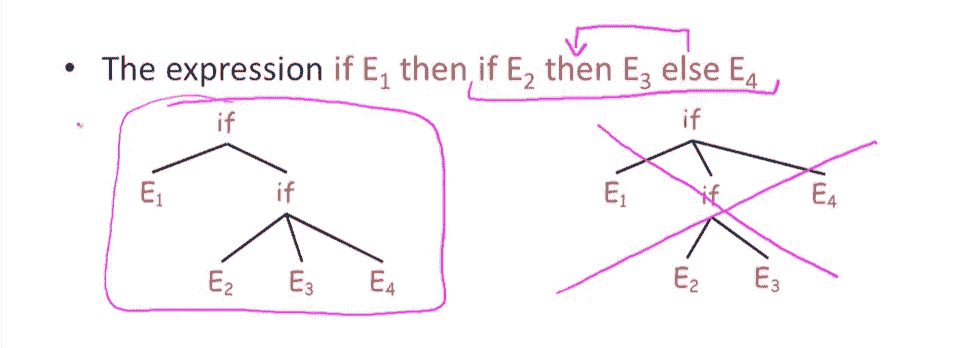 • The expression if E₁ then if E₂ then E₃ else E₄
if if
E₁ if E₁ if E₄
E₂ E₃ E₄ E₂ E₃